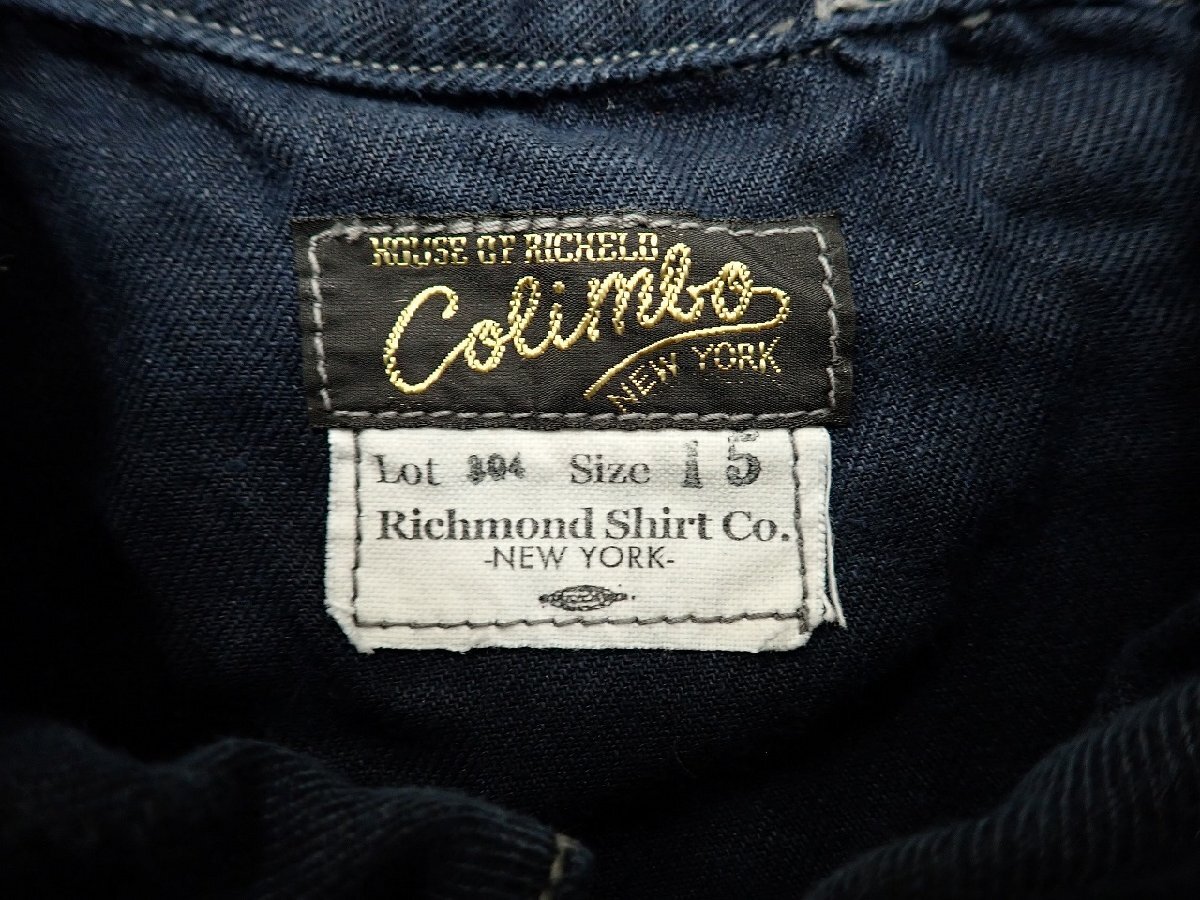 HOUSE OF RICHELD
Colimbo
NEW YORK
Lot 304 Size 15
Richmond Shirt Co.
-NEW YORK-